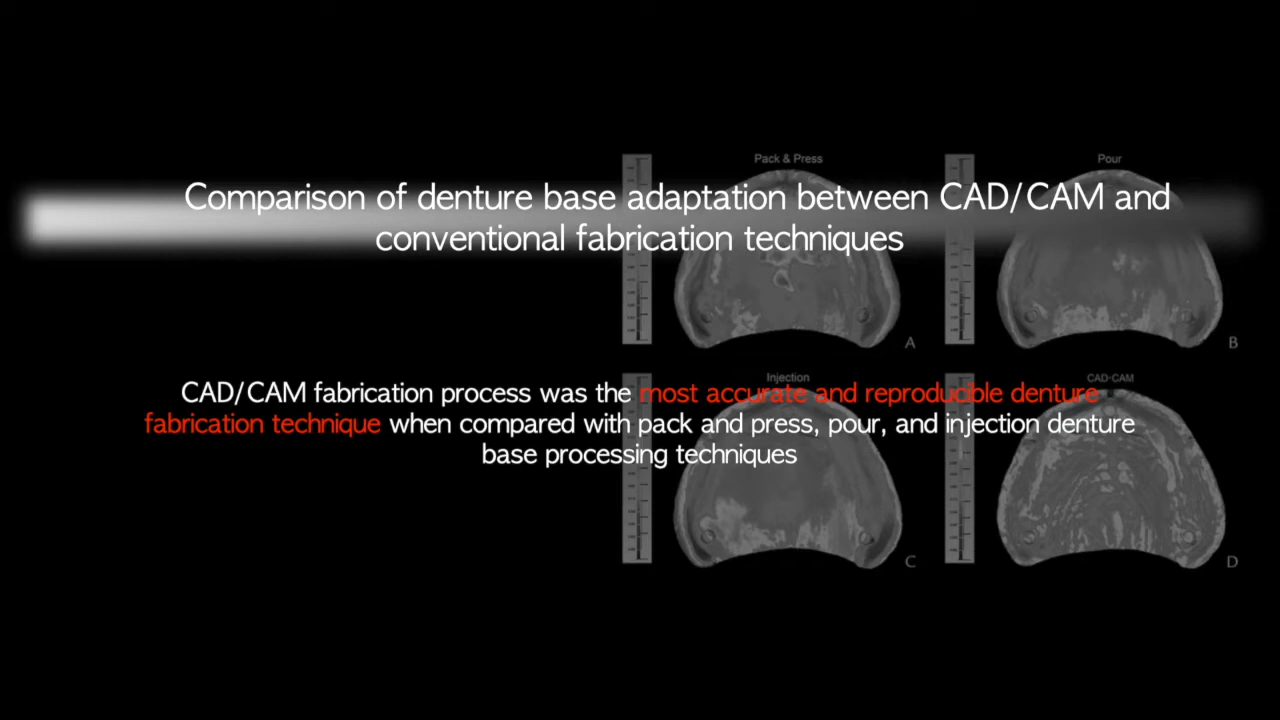 Pack & Press
Pour
Comparison of denture base adaptation between CAD/CAM and
conventional fabrication techniques
A
B
Injection
CAD-CAM
CAD/CAM fabrication process was the most accurate and reproducible denture
fabrication technique when compared with pack and press, pour, and injection denture
base processing techniques
C
D